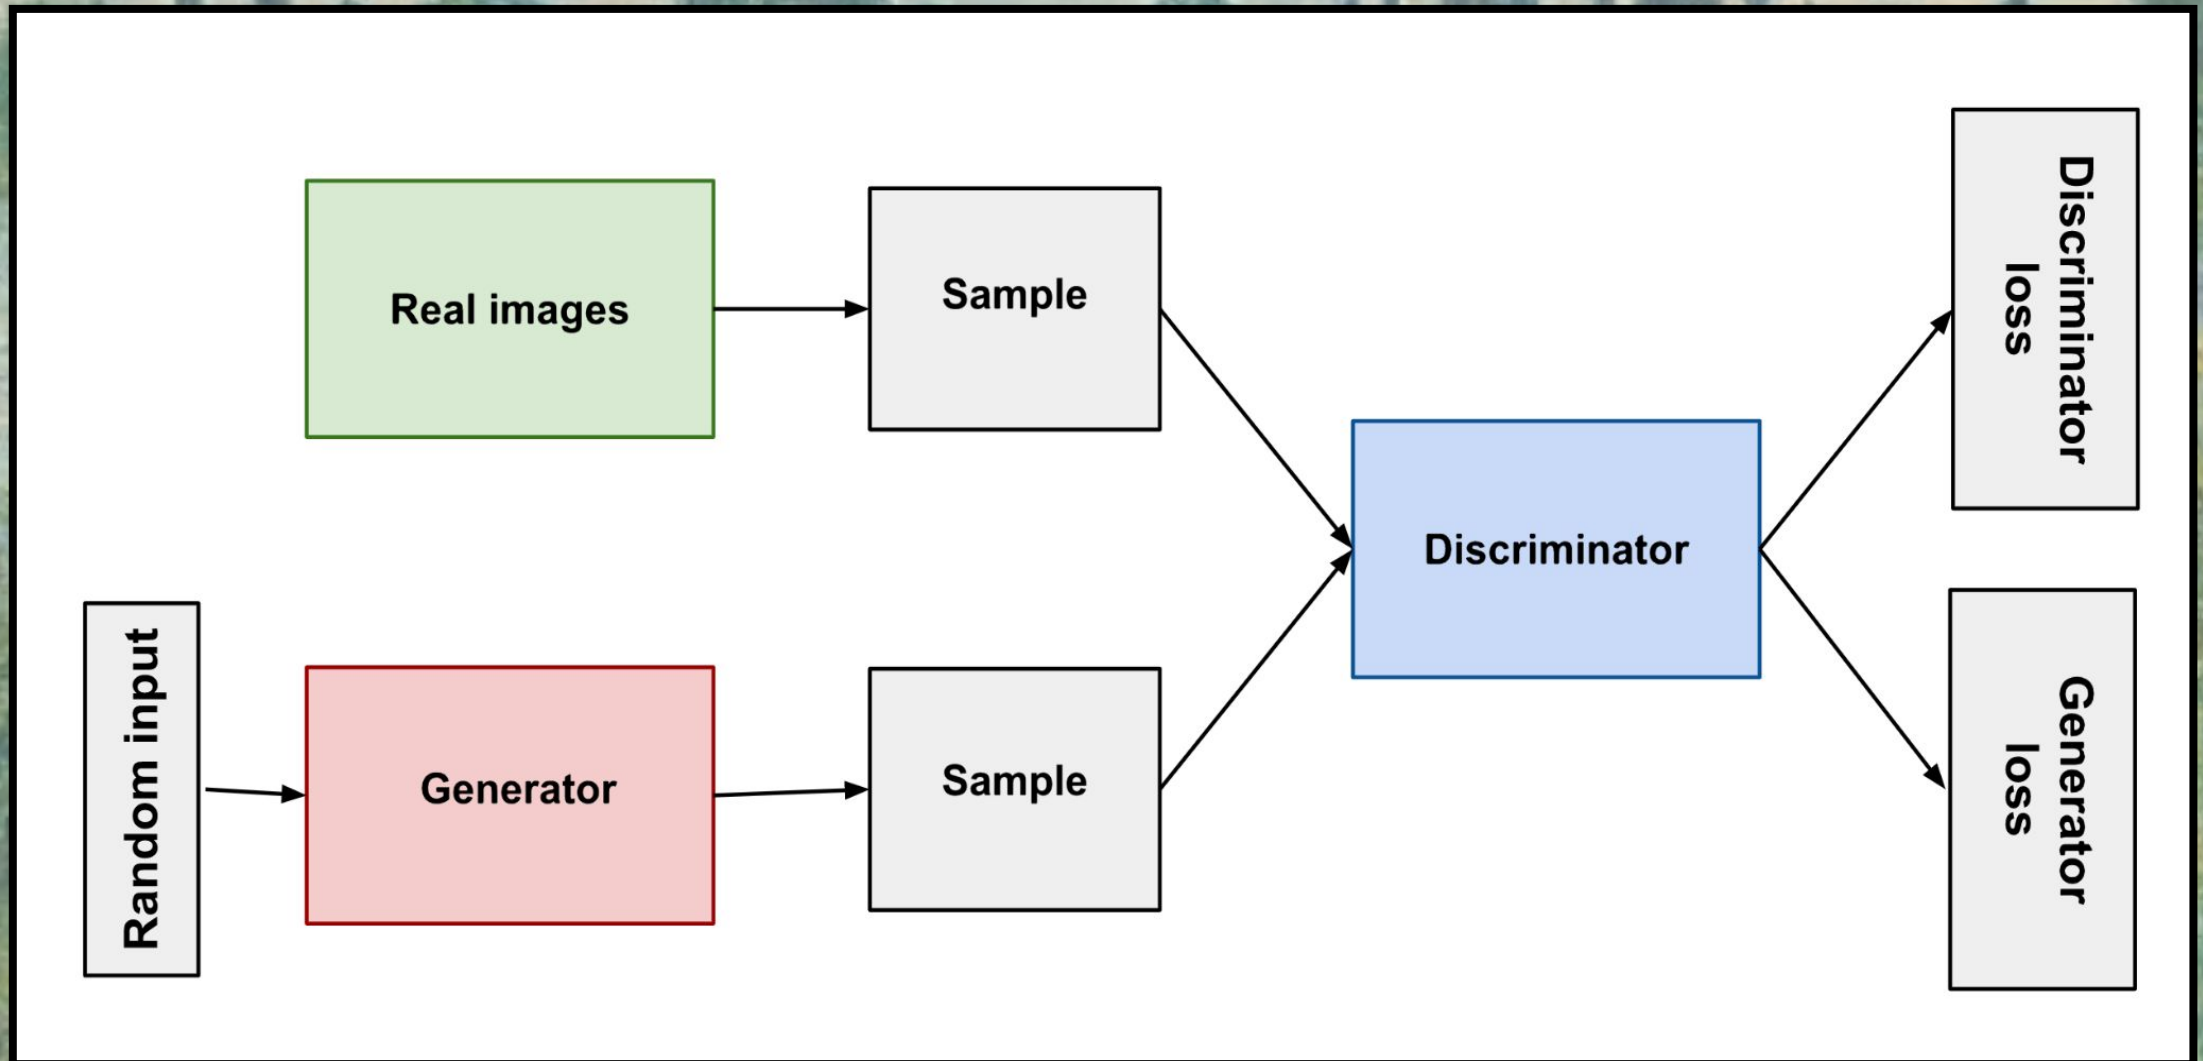 Real images
Sample
Discriminator
loss
Discriminator
Random input
Generator
Sample
Generator
loss